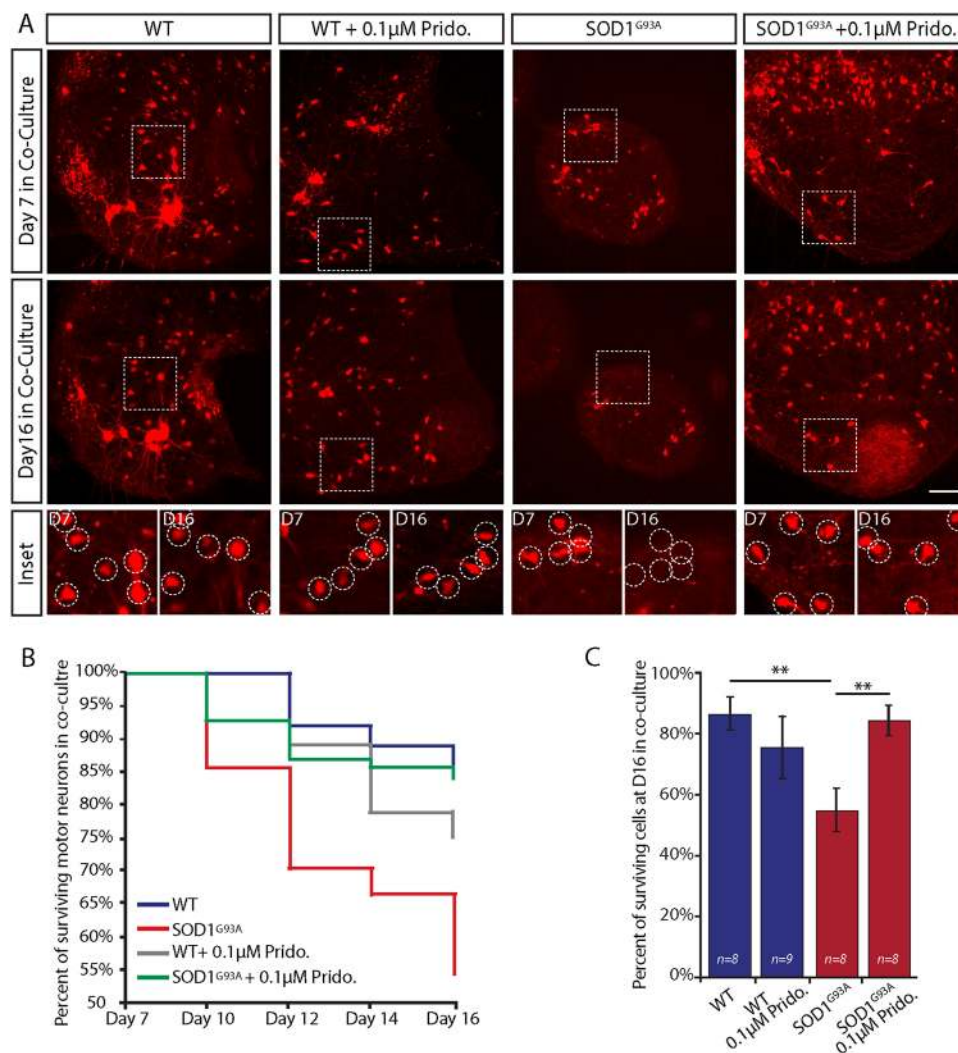 A
WT
WT + 0.1µM Prido.
SOD1ᴳ⁹³ᴬ
SOD1ᴳ⁹³ᴬ +0.1µM Prido.
Day 7 in Co-Culture
Day16 in Co-Culture
Inset
D7
D16
D7
D16
D7
D16
D7
D16
B
Percent of surviving motor neurons in co-cultre
100%
95%
90%
85%
80%
75%
70%
65%
60%
55%
50
WT
SOD1ᴳ⁹³ᴬ
WT+ 0.1µM Prido.
SOD1ᴳ⁹³ᴬ + 0.1µM Prido.
Day 7
Day 10
Day 12
Day 14
Day 16
C
Percent of surviving cells at D16 in co-culture
80%
60%
40%
20%
0%
**
**
n=8
n=9
n=8
n=8
WT
WT
0.1µM Prido.
SOD1ᴳ⁹³ᴬ
SOD1ᴳ⁹³ᴬ
0.1µM Prido.